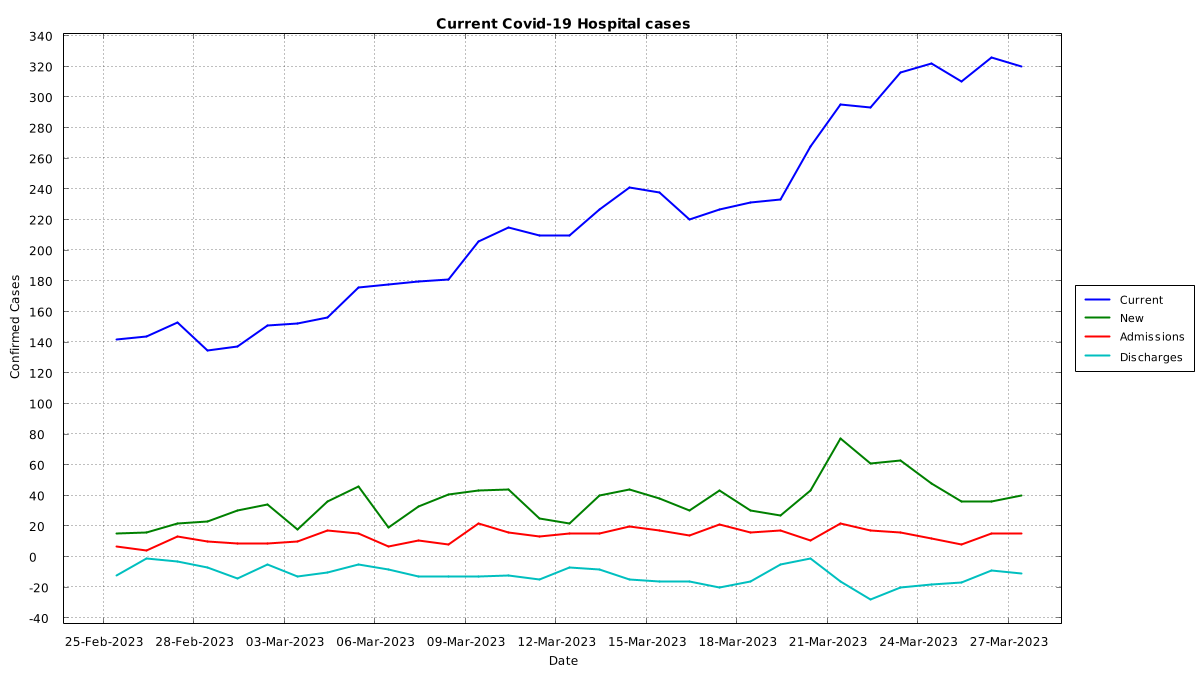 Current Covid-19 Hospital cases
340
320
300
280
260
240
220
200
180
160
140
120
100
80
60
40
20
0
-20
-40
Confirmed Cases
25-Feb-2023 28-Feb-2023 03-Mar-2023 06-Mar-2023 09-Mar-2023 12-Mar-2023 15-Mar-2023 18-Mar-2023 21-Mar-2023 24-Mar-2023 27-Mar-2023
Date
Current
New
Admissions
Discharges